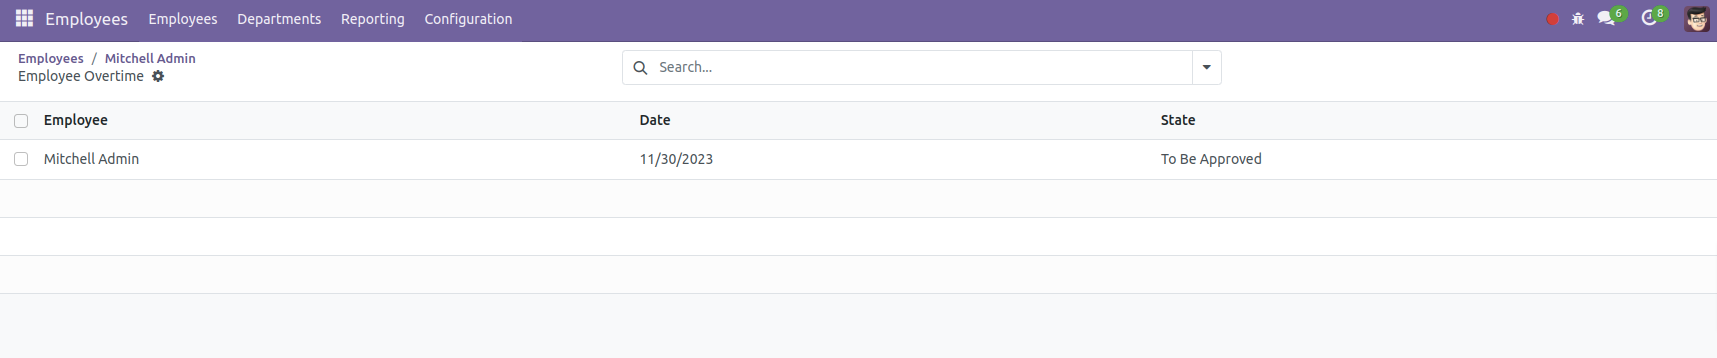 Employees Employees Departments Reporting Configuration 6 8
Employees / Mitchell Admin
Employee Overtime
Search...
Employee Date State
Mitchell Admin 11/30/2023 To Be Approved